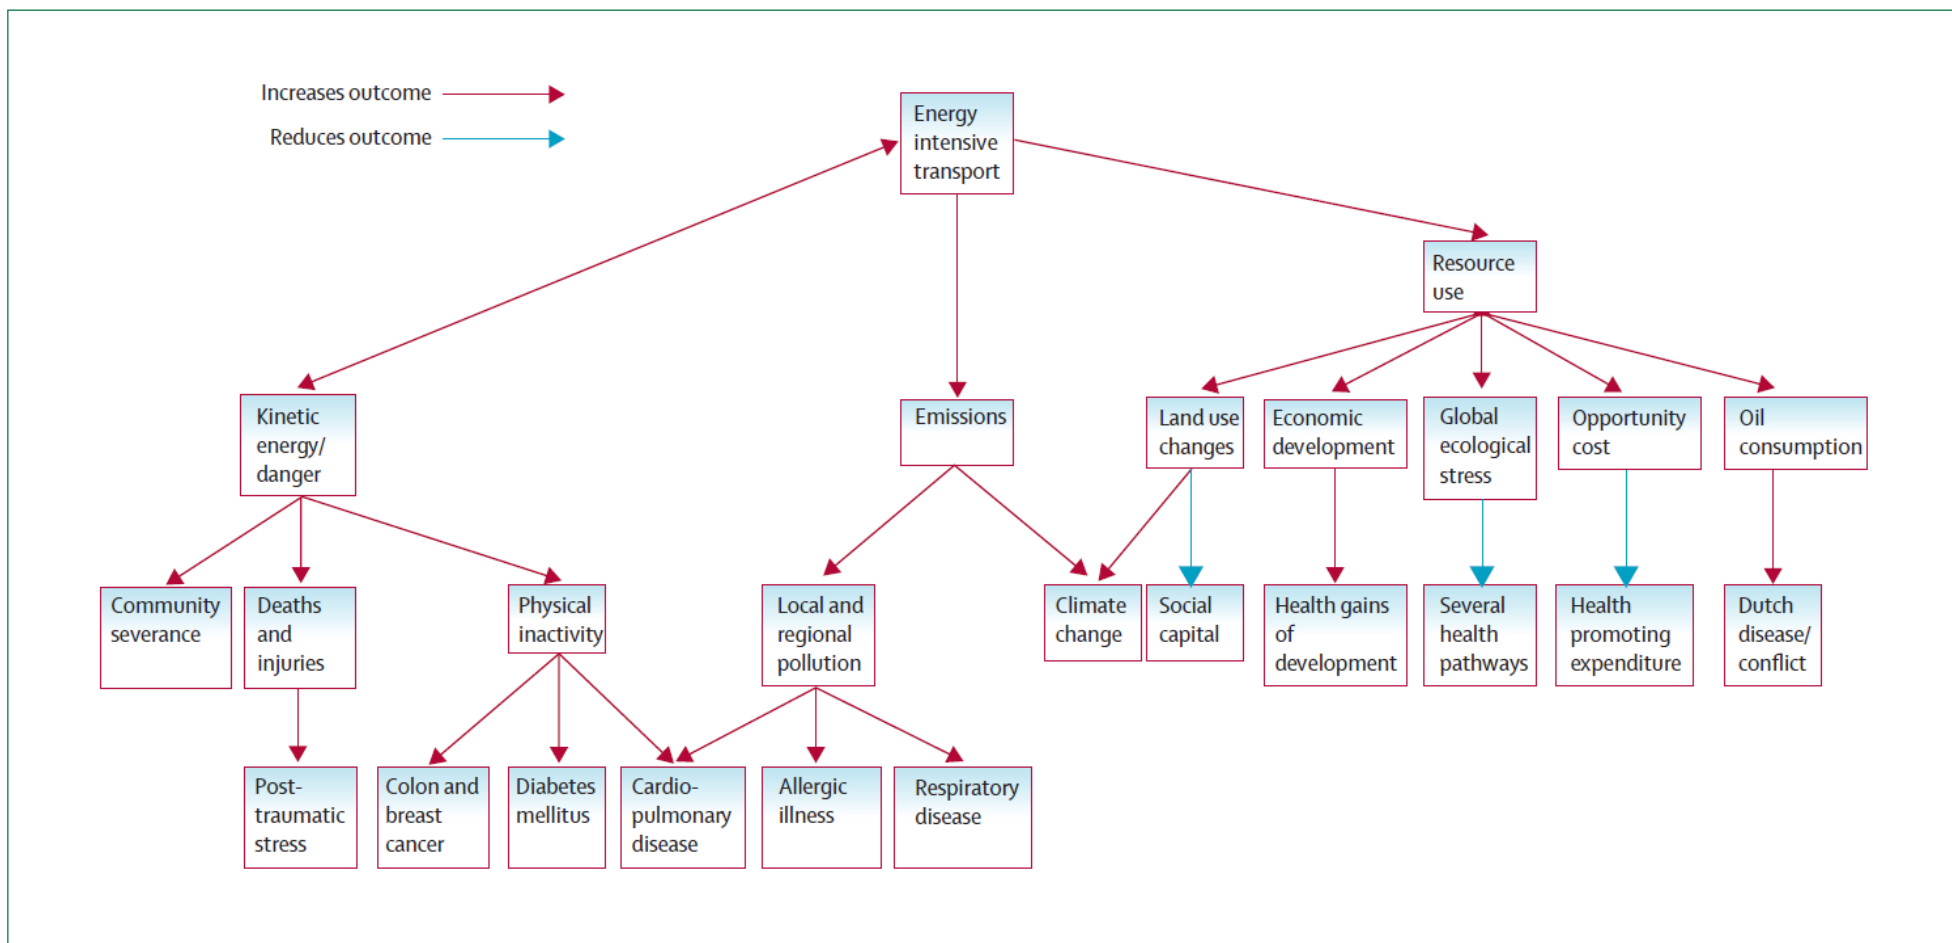 Increases outcome
Reduces outcome
Energy
intensive
transport
Resource
use
Kinetic
energy/
danger
Emissions
Land use
changes
Economic
development
Global
ecological
stress
Opportunity
cost
Oil
consumption
Community
severance
Deaths
and
injuries
Physical
inactivity
Local and
regional
pollution
Climate
change
Social
capital
Health gains
of
development
Several
health
pathways
Health
promoting
expenditure
Dutch
disease/
conflict
Post-
traumatic
stress
Colon and
breast
cancer
Diabetes
mellitus
Cardio-
pulmonary
disease
Allergic
illness
Respiratory
disease